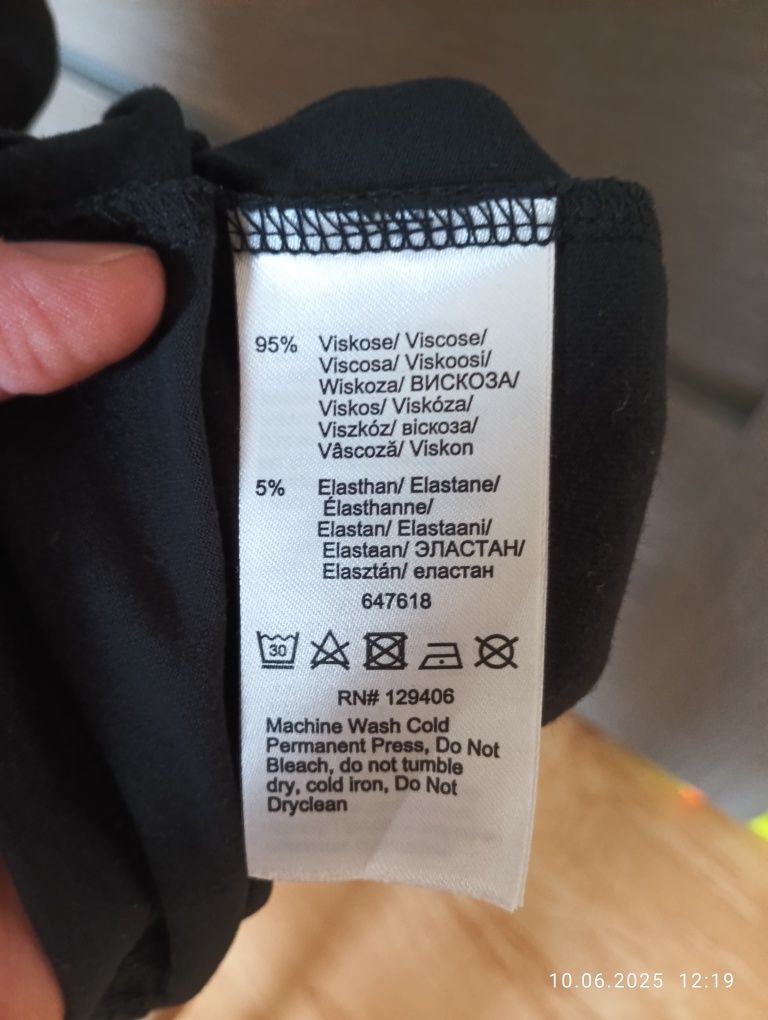 95% Viskose/ Viscose/
Viscosa/ Viskoosi/
Wiskoza/ ВИСКОЗА/
Viskos/ Viskóza/
Viszkóz/ віскоза/
Vâscoză/ Viskon
5% Elasthan/ Elastane/
Élasthanne/
Elastan/ Elastaani/
Elastaan/ ЭЛАСТАН/
Elasztán/ еластан
647618
30
RN# 129406
Machine Wash Cold
Permanent Press, Do Not
Bleach, do not tumble
dry, cold iron, Do Not
Dryclean
10.06.2025 12:19